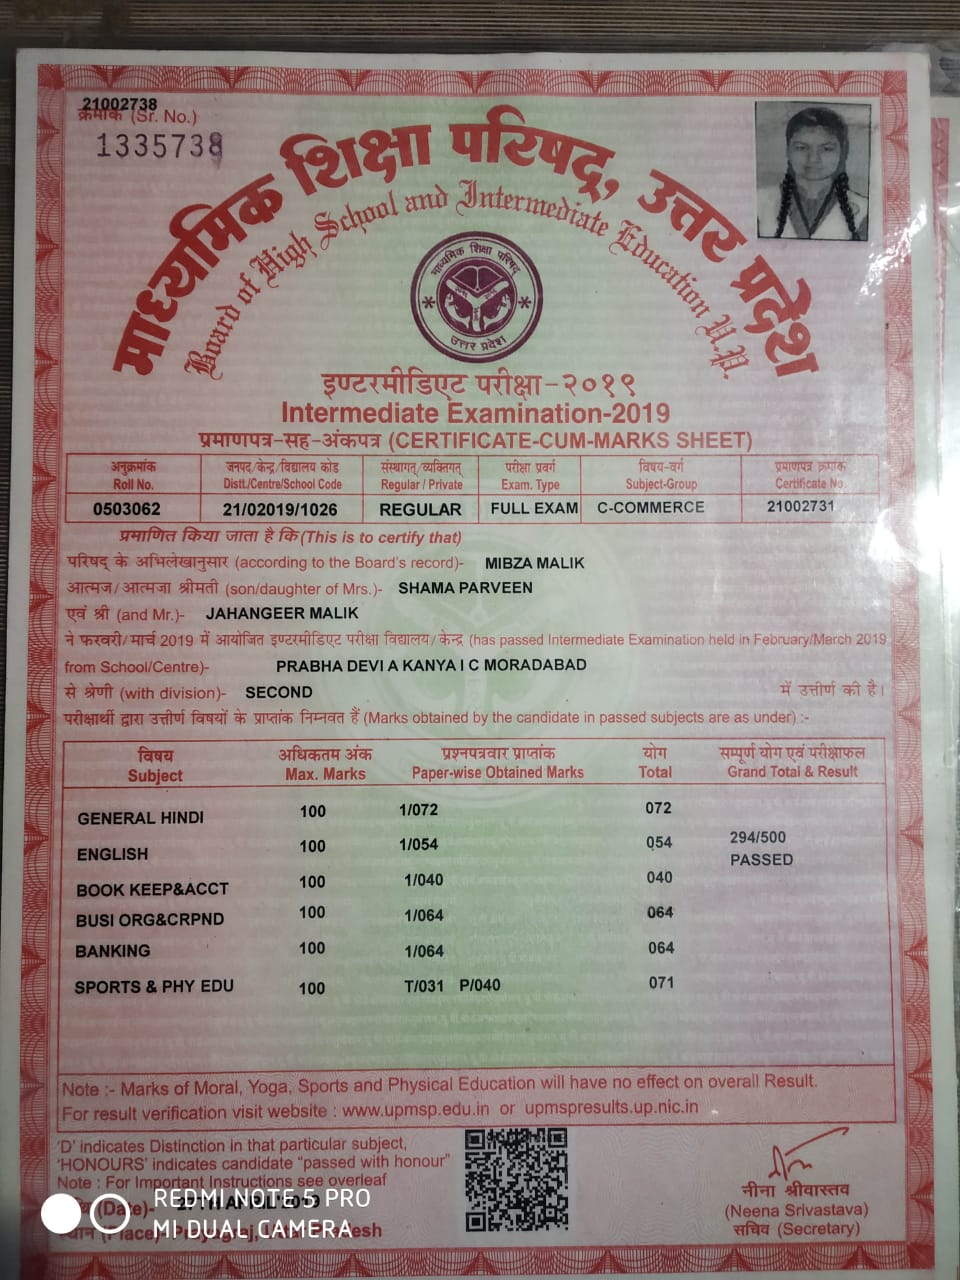 21002738
क्रमांक (Sr. No.)
1335738
माध्यमिक शिक्षा परिषद्, उत्तर प्रदेश
Board of High School and Intermediate Education U.P.
माध्यमिक शिक्षा परिषद्
उत्तर प्रदेश
इण्टरमीडिएट परीक्षा-२०१९
Intermediate Examination-2019
प्रमाणपत्र-सह-अंकपत्र (CERTIFICATE-CUM-MARKS SHEET)
अनुक्रमांक जनपद/केन्द्र/विद्यालय कोड संस्थागत/व्यक्तिगत परीक्षा प्रवर्ग विषय-वर्ग प्रमाणपत्र क्रमांक
Roll No. Distt./Centre/School Code Regular / Private Exam. Type Subject-Group Certificate No.
0503062 21/02019/1026 REGULAR FULL EXAM C-COMMERCE 21002731
प्रमाणित किया जाता है कि (This is to certify that)
परिषद् के अभिलेखानुसार (according to the Board's record)- MIBZA MALIK
आत्मज/आत्मजा श्रीमती (son/daughter of Mrs.)- SHAMA PARVEEN
एवं श्री (and Mr.)- JAHANGEER MALIK
ने फरवरी/मार्च 2019 में आयोजित इण्टरमीडिएट परीक्षा विद्यालय/केन्द्र (has passed Intermediate Examination held in February/March 2019
from School/Centre)- PRABHA DEVI A KANYA I C MORADABAD
से श्रेणी (with division)- SECOND में उत्तीर्ण की है।
परीक्षार्थी द्वारा उत्तीर्ण विषयों के प्राप्तांक निम्नवत हैं (Marks obtained by the candidate in passed subjects are as under) :-
विषय अधिकतम अंक प्रश्नपत्रवार प्राप्तांक योग सम्पूर्ण योग एवं परीक्षाफल
Subject Max. Marks Paper-wise Obtained Marks Total Grand Total & Result
GENERAL HINDI 100 1/072 072
ENGLISH 100 1/054 054 294/500
PASSED
BOOK KEEP&ACCT 100 1/040 040
BUSI ORG&CRPND 100 1/064 064
BANKING 100 1/064 064
SPORTS & PHY EDU 100 T/031 P/040 071
Note :- Marks of Moral, Yoga, Sports and Physical Education will have no effect on overall Result.
For result verification visit website : www.upmsp.edu.in or upmspresults.up.nic.in
'D' indicates Distinction in that particular subject,
'HONOURS' indicates candidate "passed with honour"
Note : For Important Instructions see overleaf
(Date)- 27TH APRIL 2019
(Place)-
नीना श्रीवास्तव
(Neena Srivastava)
सचिव (Secretary)
REDMI NOTE 5 PRO
MI DUAL CAMERA